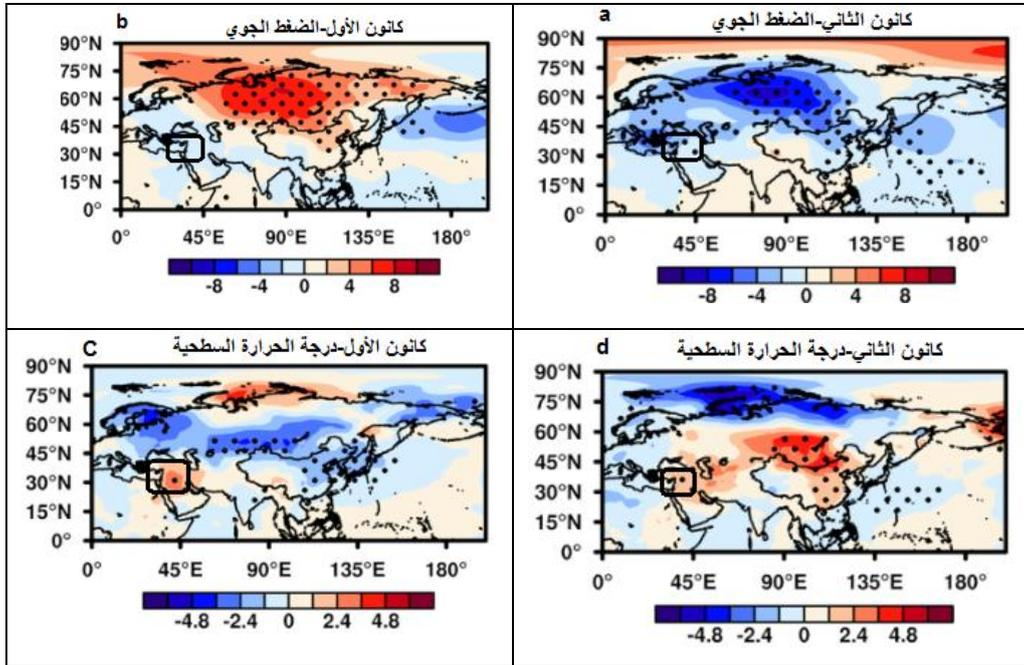 a
كانون الثاني-الضغط الجوي
90°N
75°N
60°N
45°N
30°N
15°N
0°
0° 45°E 90°E 135°E 180°
-8 -4 0 4 8
b
كانون الأول-الضغط الجوي
90°N
75°N
60°N
45°N
30°N
15°N
0°
0° 45°E 90°E 135°E 180°
-8 -4 0 4 8
d
كانون الثاني-درجة الحرارة السطحية
90°N
75°N
60°N
45°N
30°N
15°N
0°
0° 45°E 90°E 135°E 180°
-4.8 -2.4 0 2.4 4.8
C
كانون الأول-درجة الحرارة السطحية
90°N
75°N
60°N
45°N
30°N
15°N
0°
0° 45°E 90°E 135°E 180°
-4.8 -2.4 0 2.4 4.8